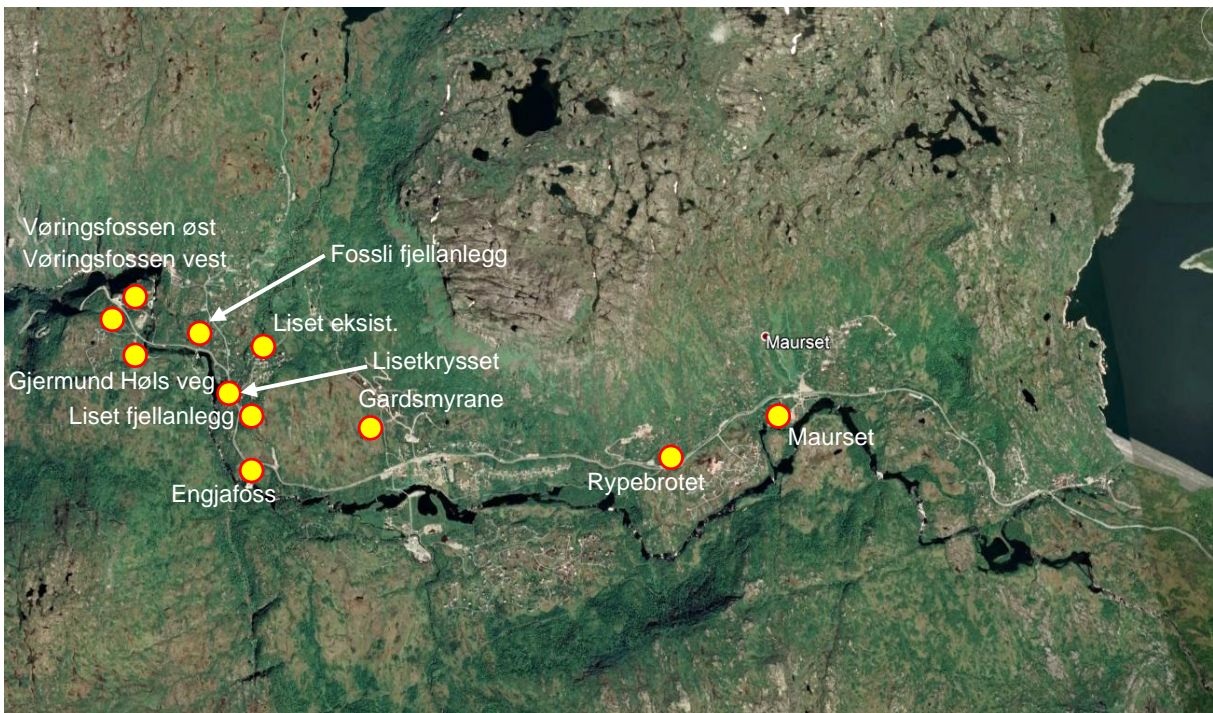 Vøringsfossen øst
Vøringsfossen vest
Fossli fjellanlegg
Liset eksist.
Maurset
Lisetkrysset
Gjermund Høls veg
Gardsmyrane
Liset fjellanlegg
Maurset
Rypebrotet
Engjafoss